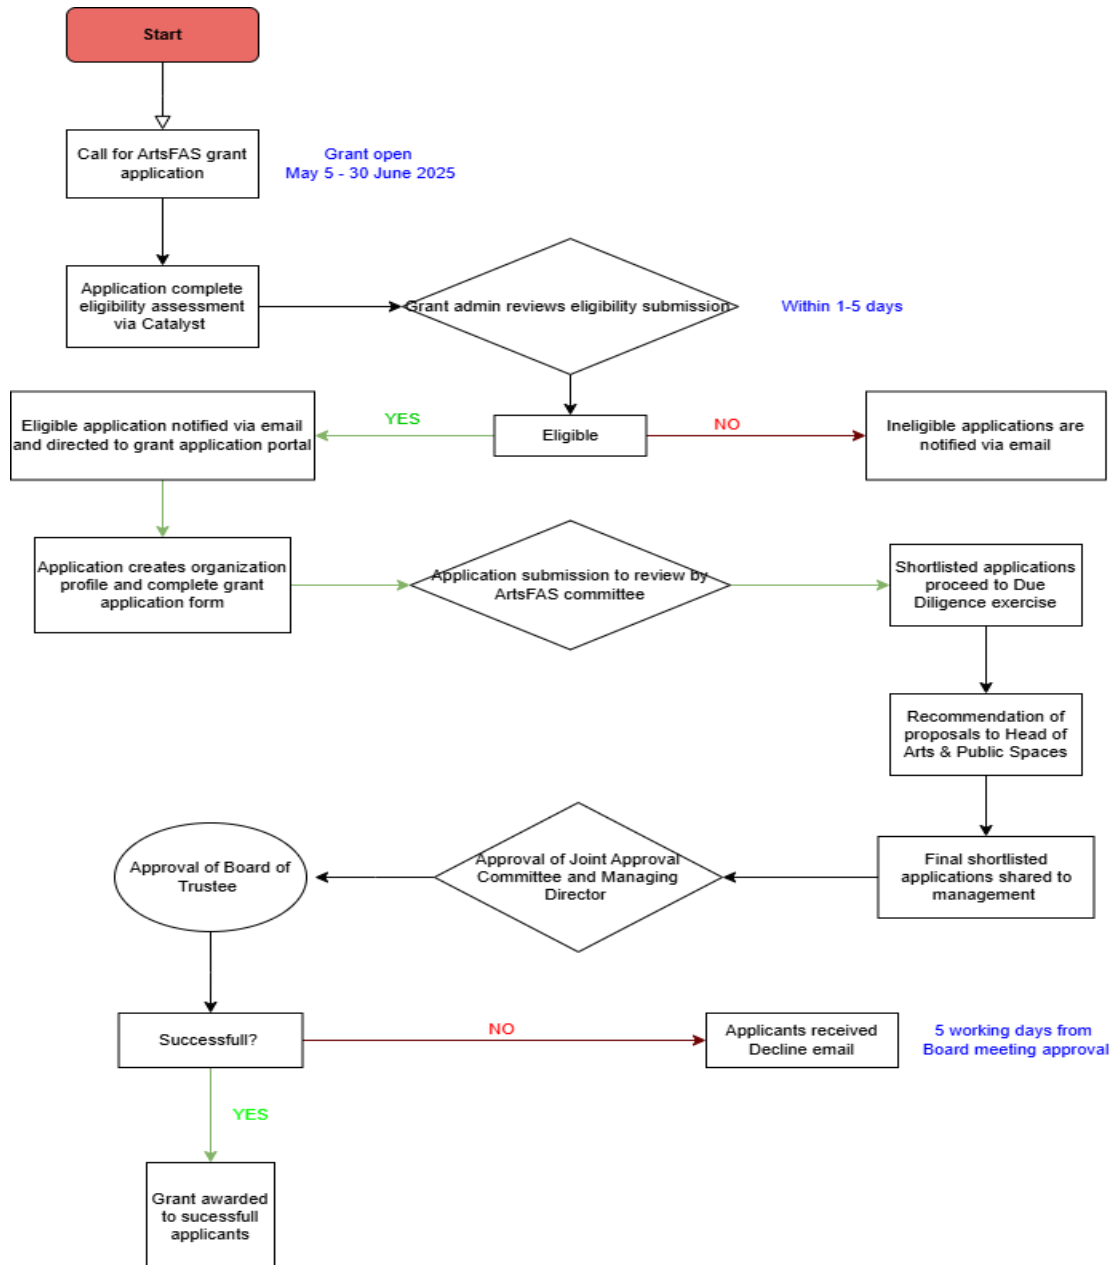 Start
Call for ArtsFAS grant
application
Grant open
May 5 - 30 June 2025
Application complete
eligibility assessment
via Catalyst
Grant admin reviews eligibility submission
Within 1-5 days
Eligible application notified via email
and directed to grant application portal
YES
Eligible
NO
Ineligible applications are
notified via email
Application creates organization
profile and complete grant
application form
Application submission to review by
ArtsFAS committee
Shortlisted applications
proceed to Due
Diligence exercise
Recommendation of
proposals to Head of
Arts & Public Spaces
Final shortlisted
applications shared to
management
Approval of Joint Approval
Committee and Managing
Director
Approval of Board of
Trustee
Successfull?
NO
Applicants received
Decline email
5 working days from
Board meeting approval
YES
Grant awarded
to sucessfull
applicants